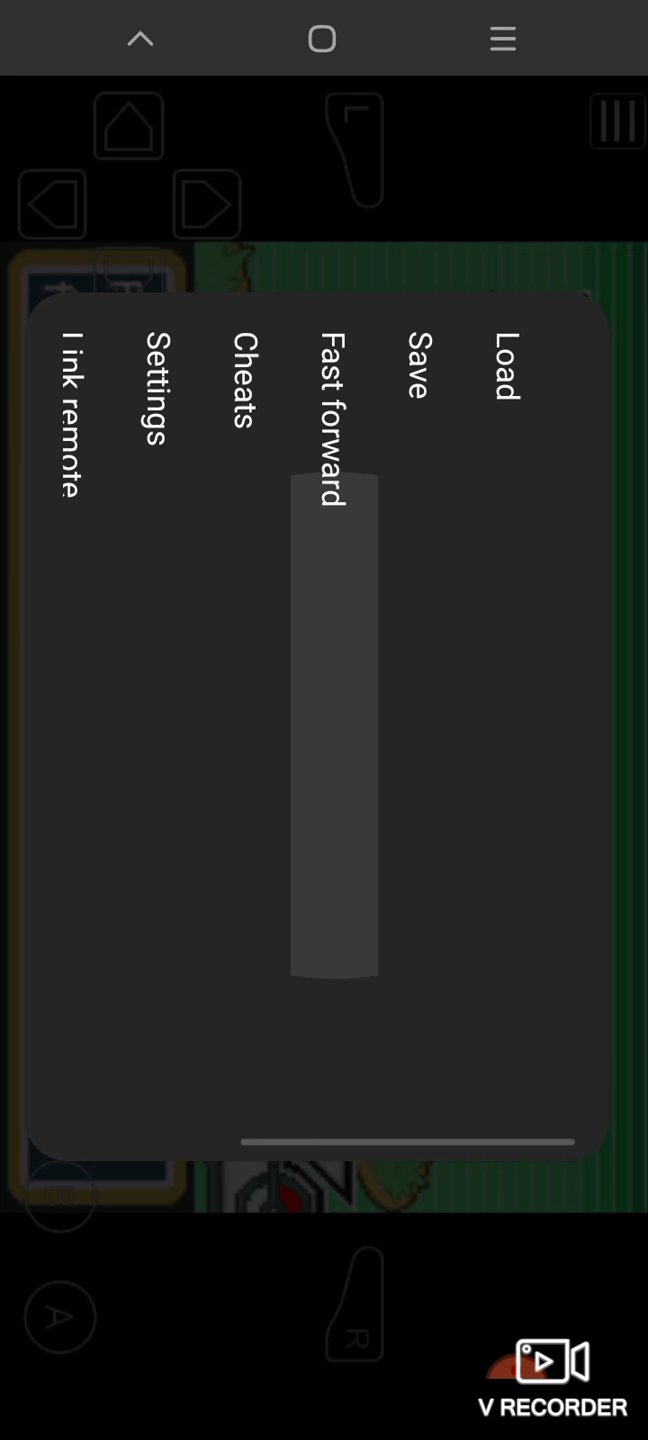 Load
Save
Fast forward
Cheats
Settings
Link remote
L
R
A
V RECORDER